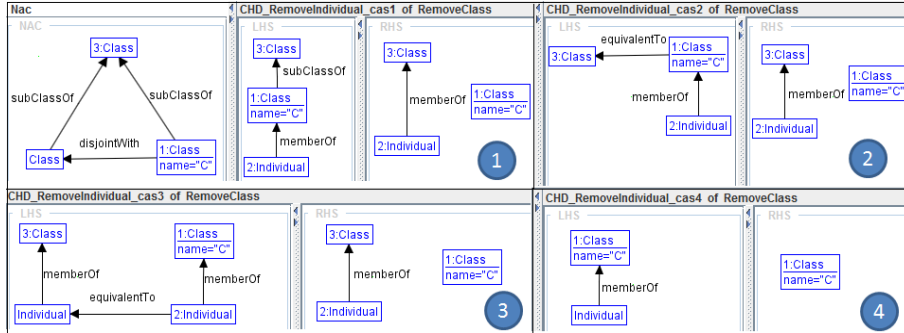 Nac
NAC
3:Class
subClassOf
subClassOf
disjointWith
Class
1:Class
name="C"
CHD_RemoveIndividual_cas1 of RemoveClass
LHS
3:Class
subClassOf
1:Class
name="C"
memberOf
2:Individual
RHS
3:Class
memberOf
1:Class
name="C"
2:Individual
1
CHD_RemoveIndividual_cas2 of RemoveClass
LHS
equivalentTo
3:Class
1:Class
name="C"
memberOf
2:Individual
RHS
3:Class
memberOf
1:Class
name="C"
2:Individual
2
CHD_RemoveIndividual_cas3 of RemoveClass
LHS
3:Class
1:Class
name="C"
memberOf
memberOf
equivalentTo
Individual
2:Individual
RHS
3:Class
1:Class
name="C"
memberOf
2:Individual
3
CHD_RemoveIndividual_cas4 of RemoveClass
LHS
1:Class
name="C"
memberOf
Individual
RHS
1:Class
name="C"
4